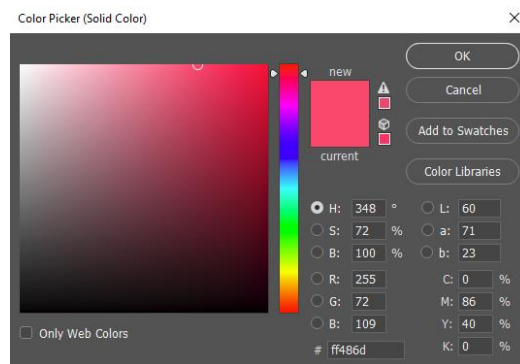 Color Picker (Solid Color)
new
current
OK
Cancel
Add to Swatches
Color Libraries
H: 348 °
S: 72 %
B: 100 %
R: 255
G: 72
B: 109
# ff486d
L: 60
a: 71
b: 23
C: 0 %
M: 86 %
Y: 40 %
K: 0 %
Only Web Colors